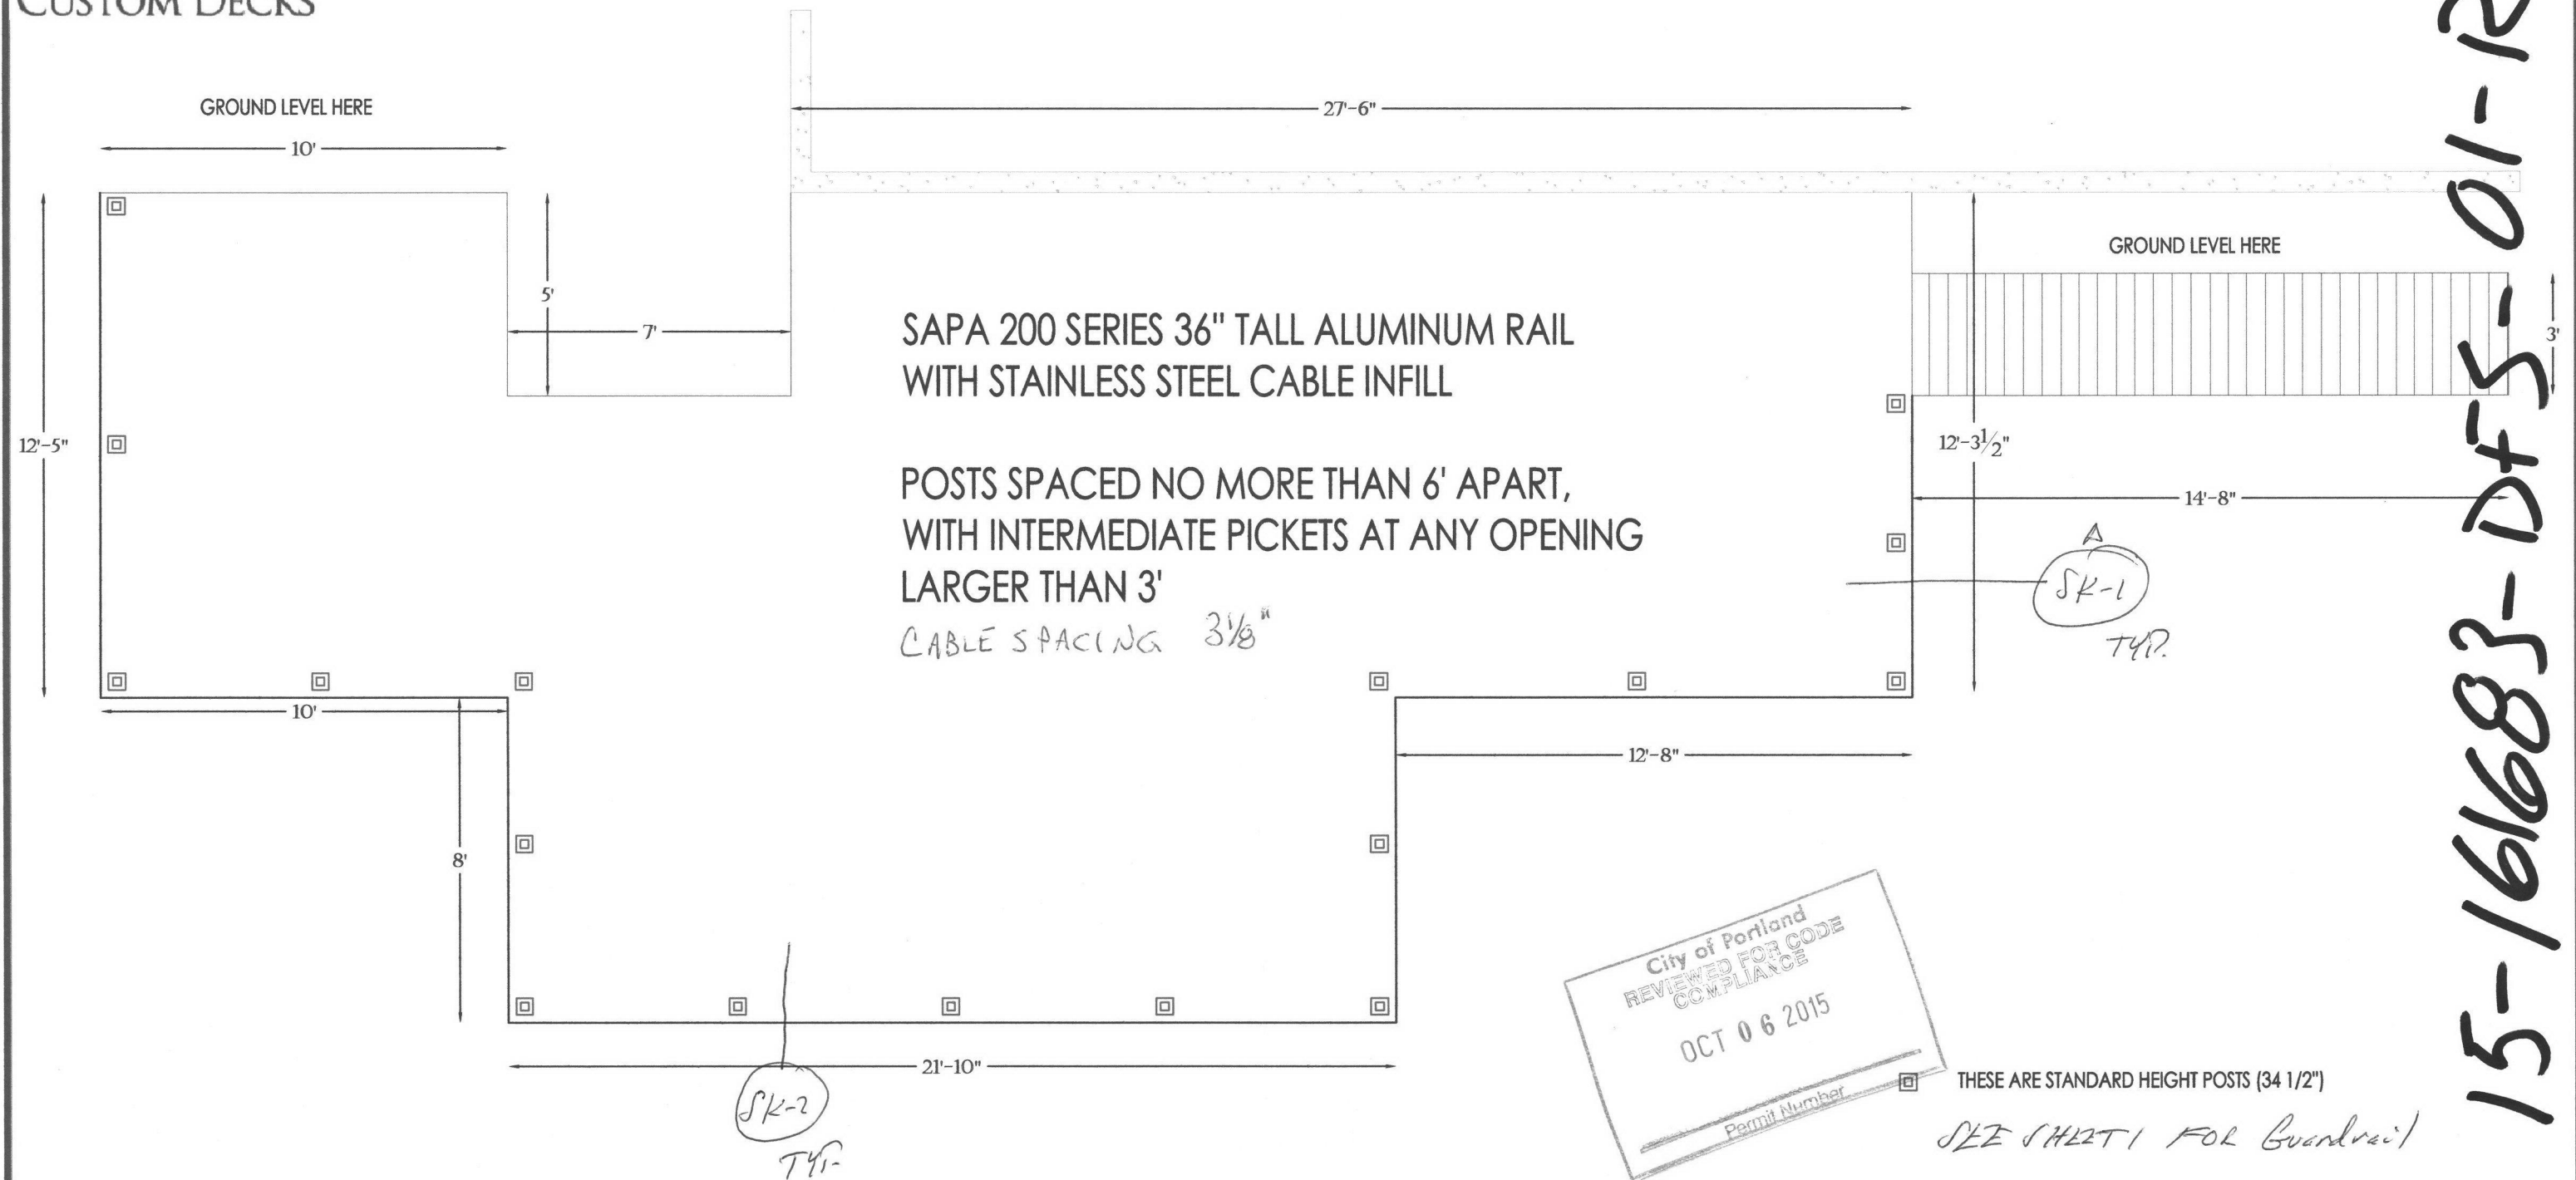 CUSTOM DECKS
GROUND LEVEL HERE
27'-6"
10'
GROUND LEVEL HERE
5'
7'
3'
SAPA 200 SERIES 36" TALL ALUMINUM RAIL
WITH STAINLESS STEEL CABLE INFILL
12'-5"
12'-3 1/2"
14'-8"
POSTS SPACED NO MORE THAN 6' APART,
WITH INTERMEDIATE PICKETS AT ANY OPENING
LARGER THAN 3'
CABLE SPACING 3 1/8"
A
SK-1
TYP.
10'
12'-8"
8'
21'-10"
SK-2
TYP.
City of Portland
REVIEWED FOR CODE
COMPLIANCE
OCT 06 2015
Permit Number
THESE ARE STANDARD HEIGHT POSTS (34 1/2")
SEE SHEET 1 FOR Guardrail
15-161683-DFS-01-R